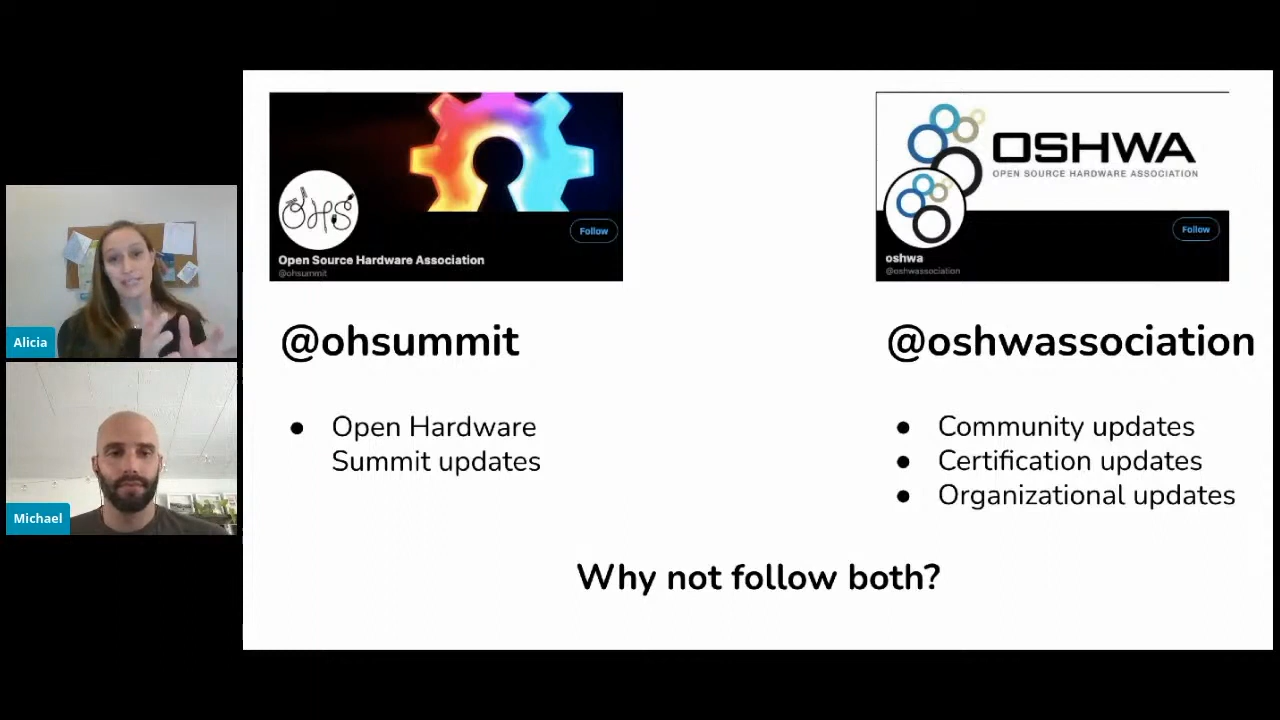 Alicia
Michael
OHS
Follow
Open Source Hardware Association
@ohsummit
OSHWA
OPEN SOURCE HARDWARE ASSOCIATION
Follow
oshwa
@oshwassociation
@ohsummit
● Open Hardware
Summit updates
@oshwassociation
● Community updates
● Certification updates
● Organizational updates
Why not follow both?